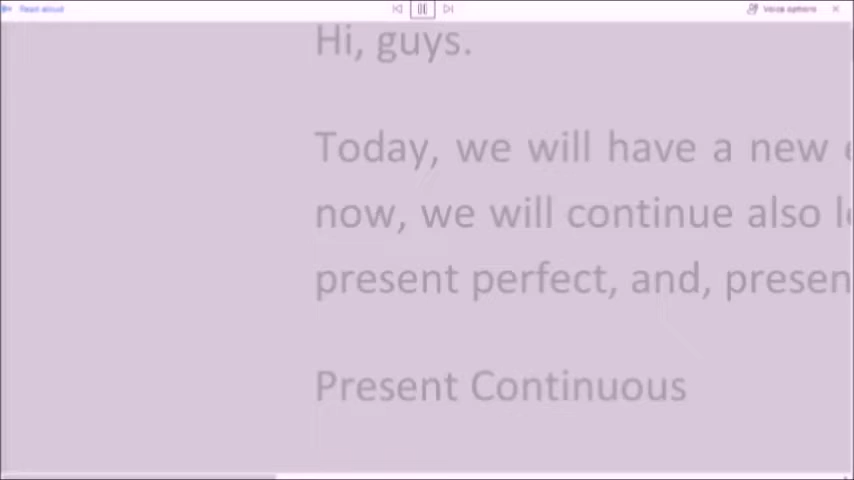 Read aloud
Voice options
Hi, guys.
Today, we will have a new
now, we will continue also
present perfect, and,
Present Continuous